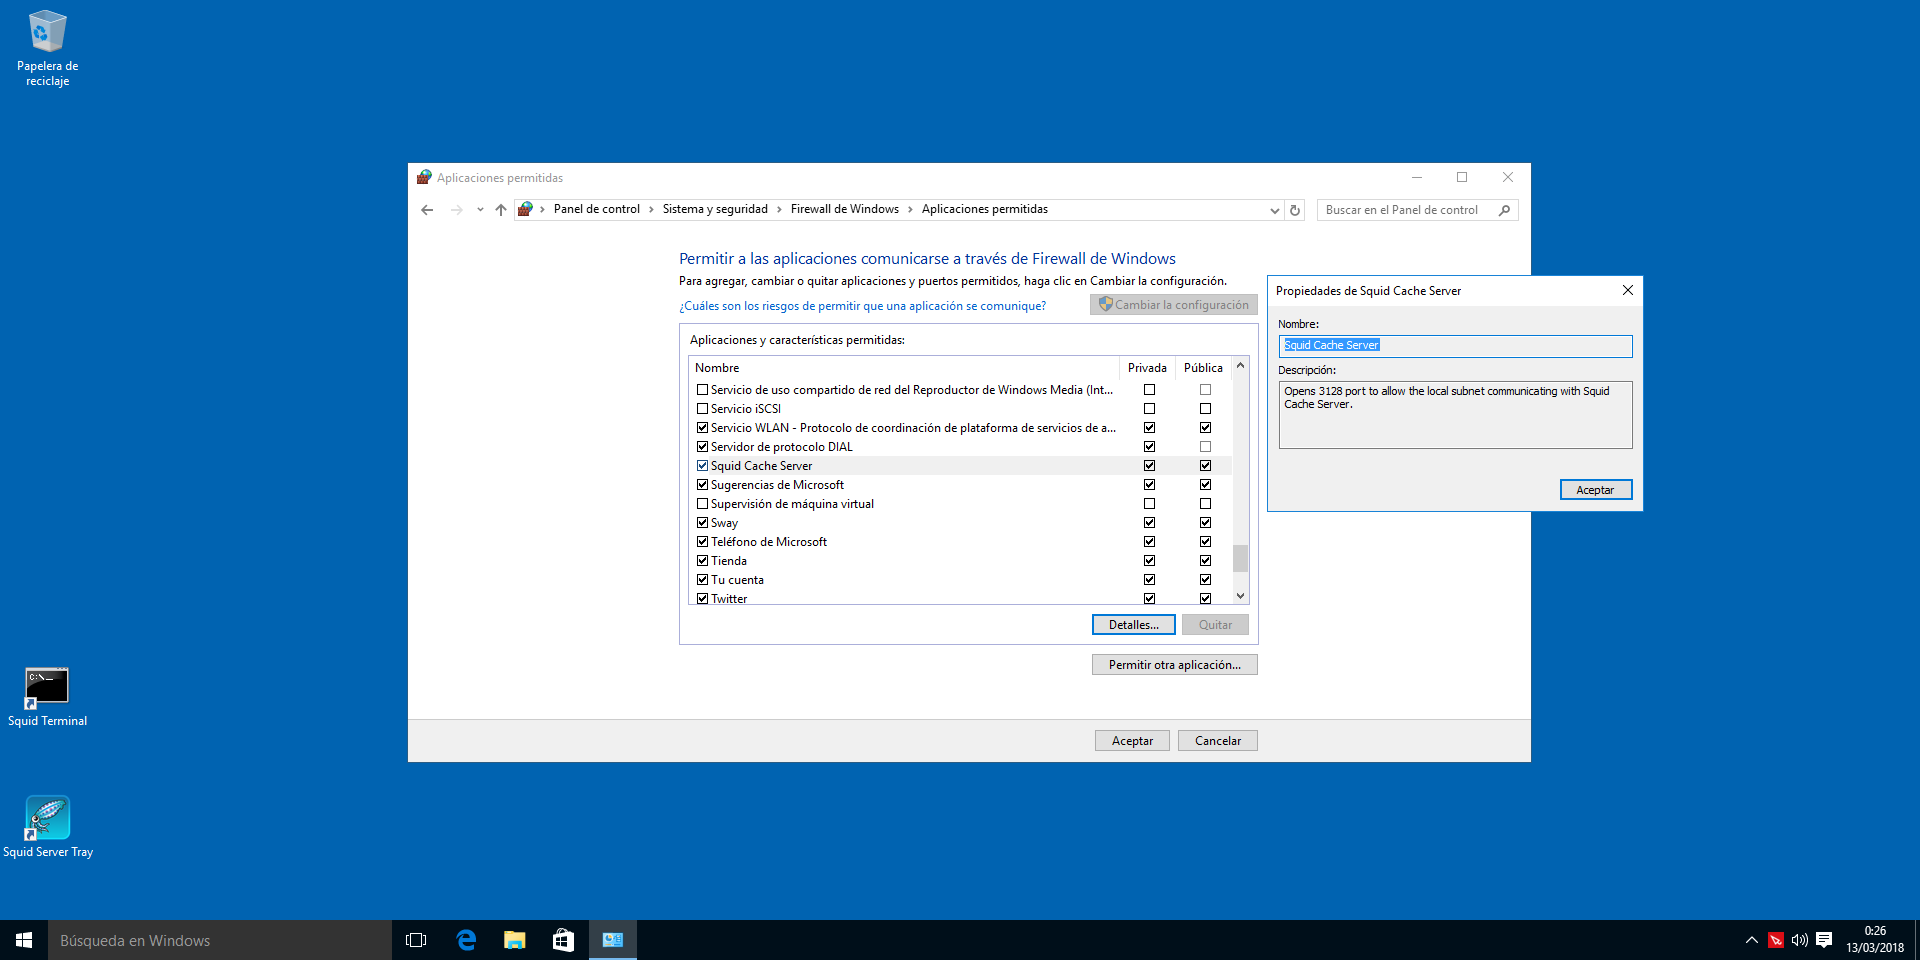 Papelera de
reciclaje
Aplicaciones permitidas
Panel de control > Sistema y seguridad > Firewall de Windows > Aplicaciones permitidas
Buscar en el Panel de control
Permitir a las aplicaciones comunicarse a través de Firewall de Windows
Para agregar, cambiar o quitar aplicaciones y puertos permitidos, haga clic en Cambiar la configuración.
¿Cuáles son los riesgos de permitir que una aplicación se comunique?
Cambiar la configuración
Aplicaciones y características permitidas:
Nombre Privada Pública
Servicio de uso compartido de red del Reproductor de Windows Media (Int...
Servicio iSCSI
Servicio WLAN - Protocolo de coordinación de plataforma de servicios de a...
Servidor de protocolo DIAL
Squid Cache Server
Sugerencias de Microsoft
Supervisión de máquina virtual
Sway
Teléfono de Microsoft
Tienda
Tu cuenta
Twitter
Detalles... Quitar
Permitir otra aplicación...
Aceptar Cancelar
Propiedades de Squid Cache Server
Nombre:
Squid Cache Server
Descripción:
Opens 3128 port to allow the local subnet communicating with Squid
Cache Server.
Aceptar
C:\_
Squid Terminal
Squid Server Tray
Búsqueda en Windows
0:26
13/03/2018